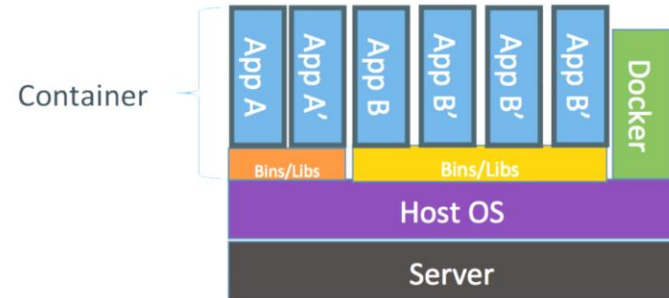 Container
App A
App A'
App B
App B'
App B'
App B'
Docker
Bins/Libs
Bins/Libs
Host OS
Server